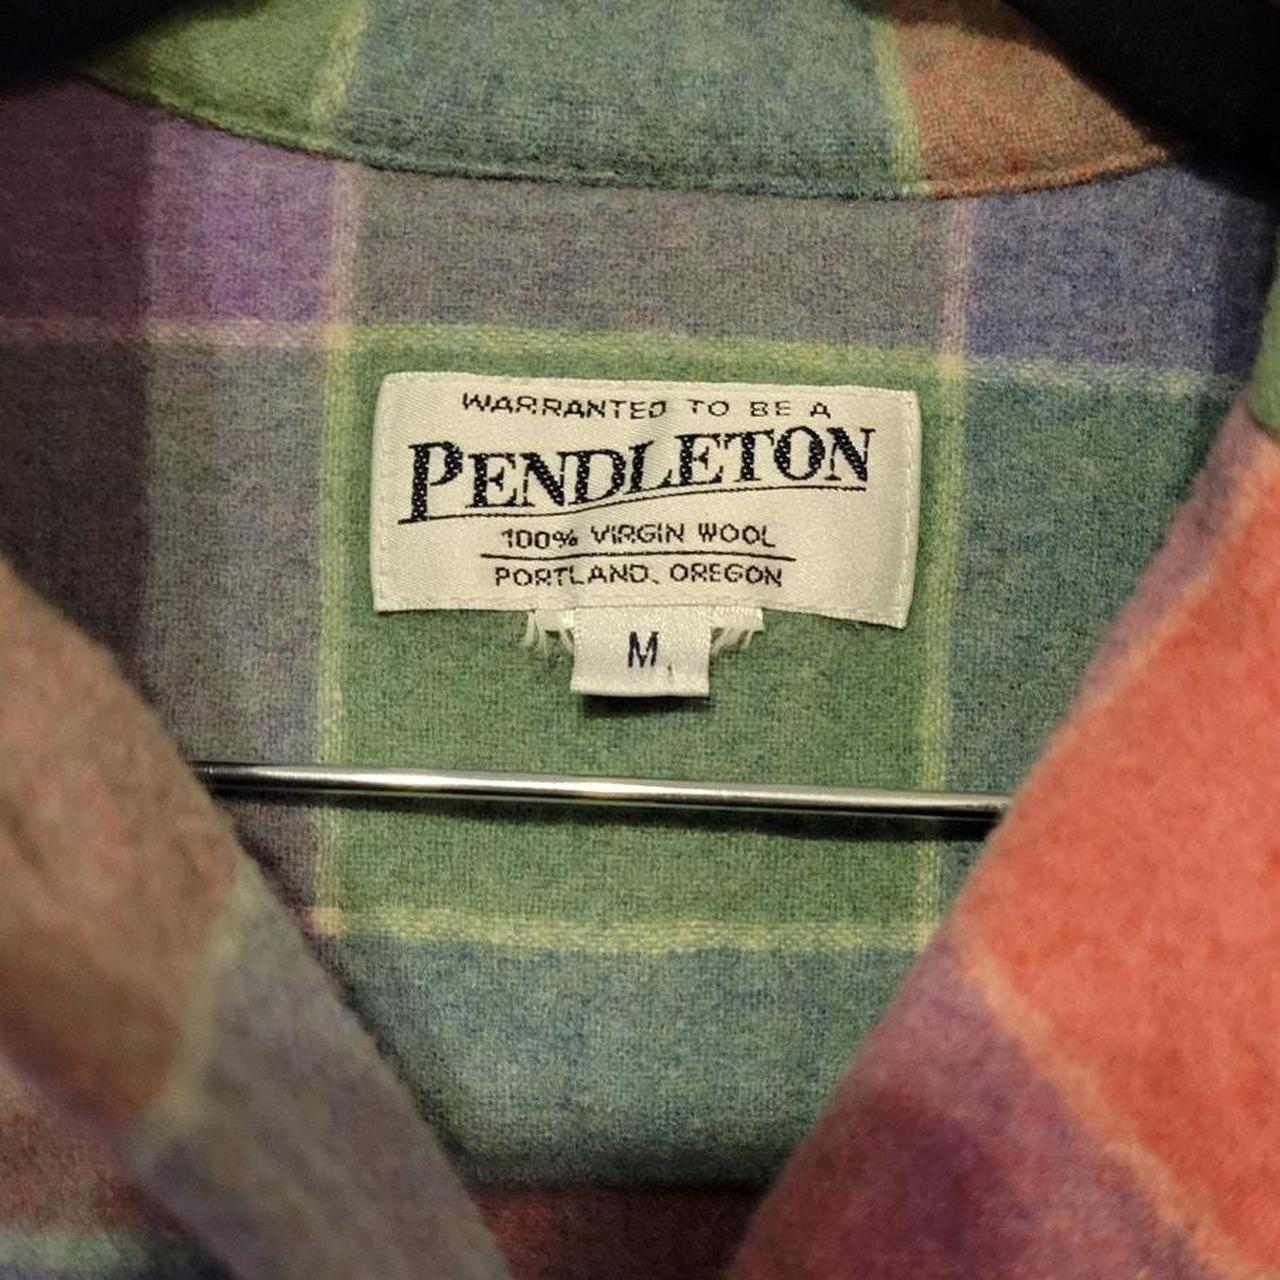 WARRANTED TO BE A
PENDLETON
100% VIRGIN WOOL
PORTLAND, OREGON
M